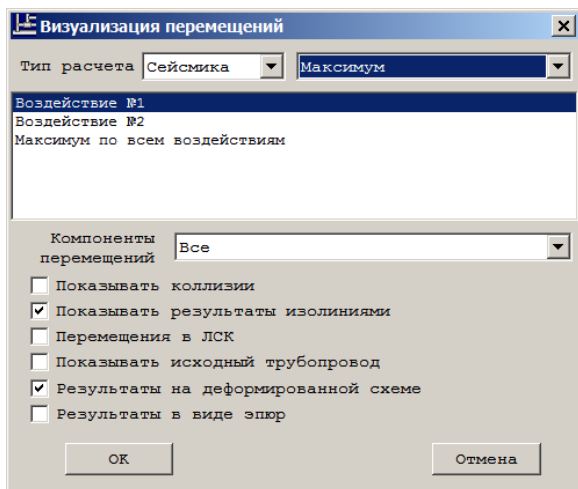 Визуализация перемещений
Тип расчета Сейсмика Максимум
Воздействие №1
Воздействие №2
Максимум по всем воздействиям
Компоненты
перемещений
Все
Показывать коллизии
Показывать результаты изолиниями
Перемещения в ЛСК
Показывать исходный трубопровод
Результаты на деформированной схеме
Результаты в виде эпюр
OK Отмена